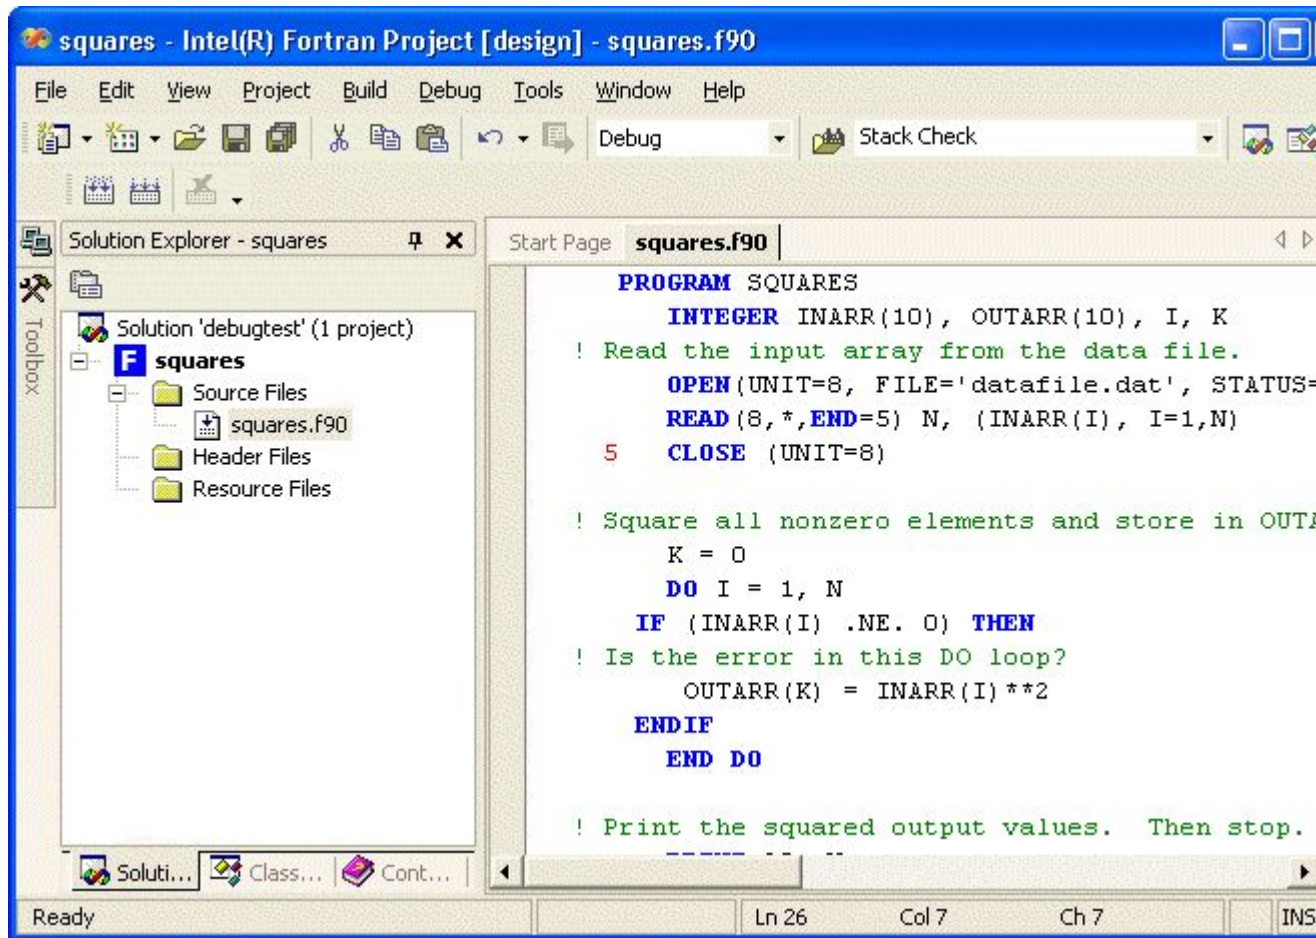 squares - Intel(R) Fortran Project [design] - squares.f90
File Edit View Project Build Debug Tools Window Help
Debug Stack Check
Solution Explorer - squares
Start Page squares.f90
Toolbox
Solution 'debugtest' (1 project)
F squares
Source Files
squares.f90
Header Files
Resource Files
PROGRAM SQUARES
INTEGER INARR(10), OUTARR(10), I, K
! Read the input array from the data file.
OPEN(UNIT=8, FILE='datafile.dat', STATUS=
READ(8,*,END=5) N, (INARR(I), I=1,N)
5 CLOSE (UNIT=8)
! Square all nonzero elements and store in
K = 0
DO I = 1, N
IF (INARR(I) .NE. 0) THEN
! Is the error in this DO loop?
OUTARR(K) = INARR(I)**2
ENDIF
END DO
! Print the squared output values. Then stop.
Soluti... Class... Cont...
Ready Ln 26 Col 7 Ch 7 INS